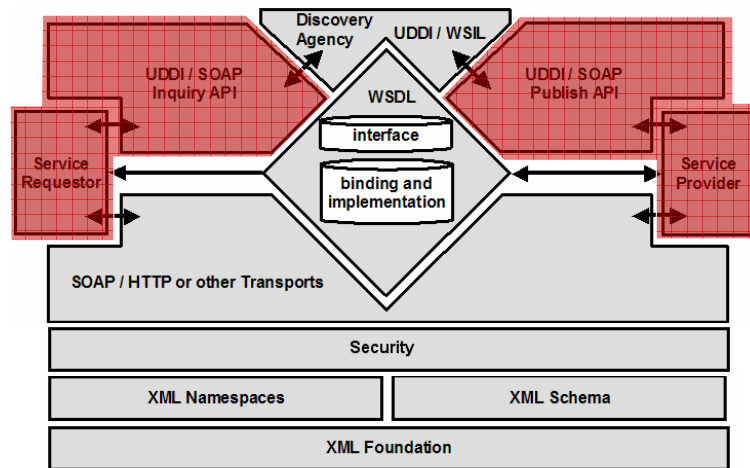 Discovery
Agency
UDDI / WSIL
UDDI / SOAP
Inquiry API
UDDI / SOAP
Publish API
WSDL
interface
binding and
implementation
Service
Requestor
Service
Provider
SOAP / HTTP or other Transports
Security
XML Namespaces
XML Schema
XML Foundation